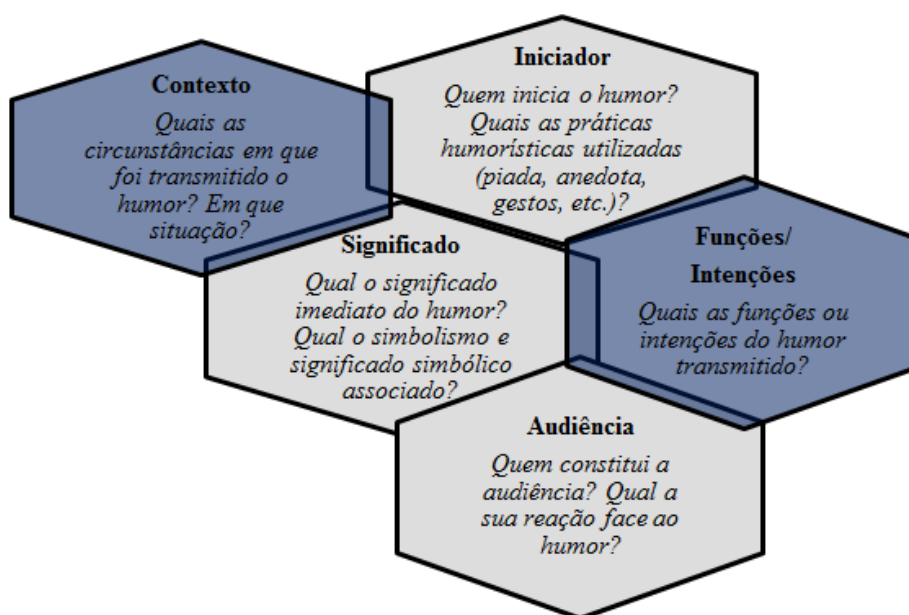 Contexto
Quais as
circunstâncias em que
foi transmitido o
humor? Em que
situação?
Iniciador
Quem inicia o humor?
Quais as práticas
humorísticas utilizadas
(piada, anedota,
gestos, etc.)?
Significado
Qual o significado
imediato do humor?
Qual o simbolismo e
significado simbólico
associado?
Funções/
Intenções
Quais as funções ou
intenções do humor
transmitido?
Audiência
Quem constitui a
audiência? Qual a
sua reação face ao
humor?